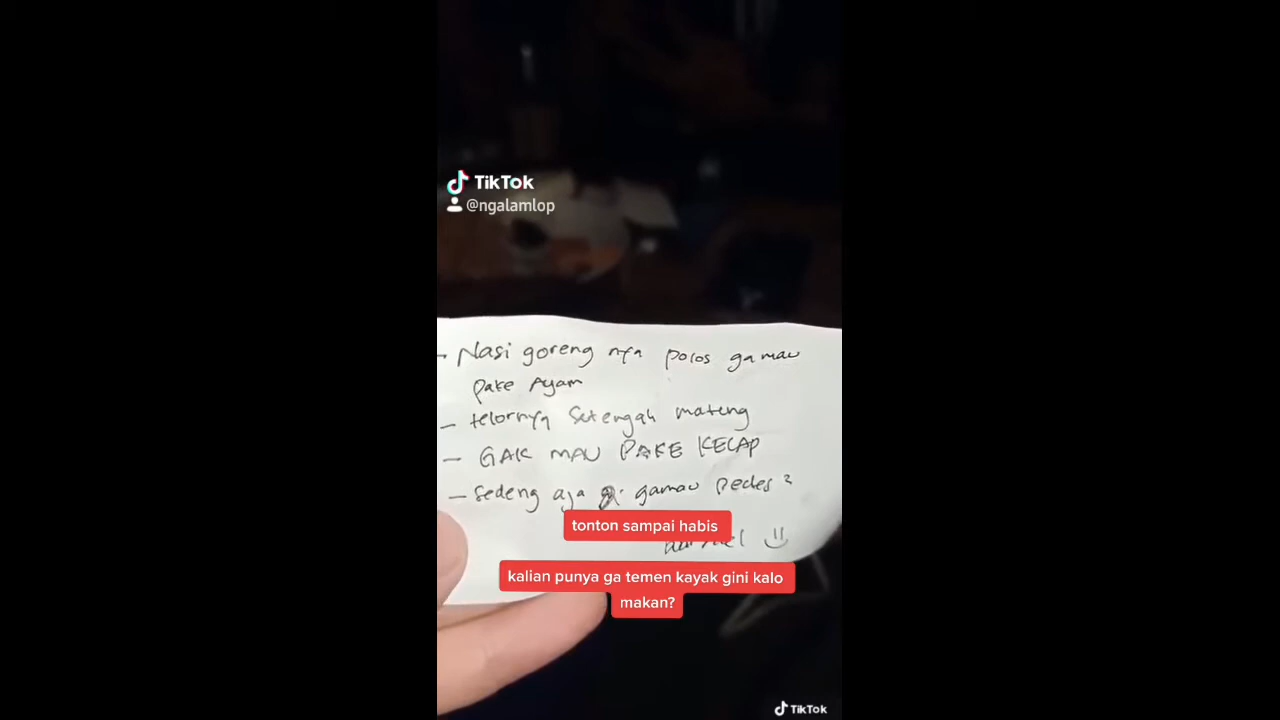 TikTok
@ngalamlop
- Nasi goreng nya polos gamau
pake Ayam
- telornya setengah mateng
- GAK MAU PAKE KECAP
- sedeng aja gamau pedes2
tonton sampai habis
kalian punya ga temen kayak gini kalo
makan?
TikTok